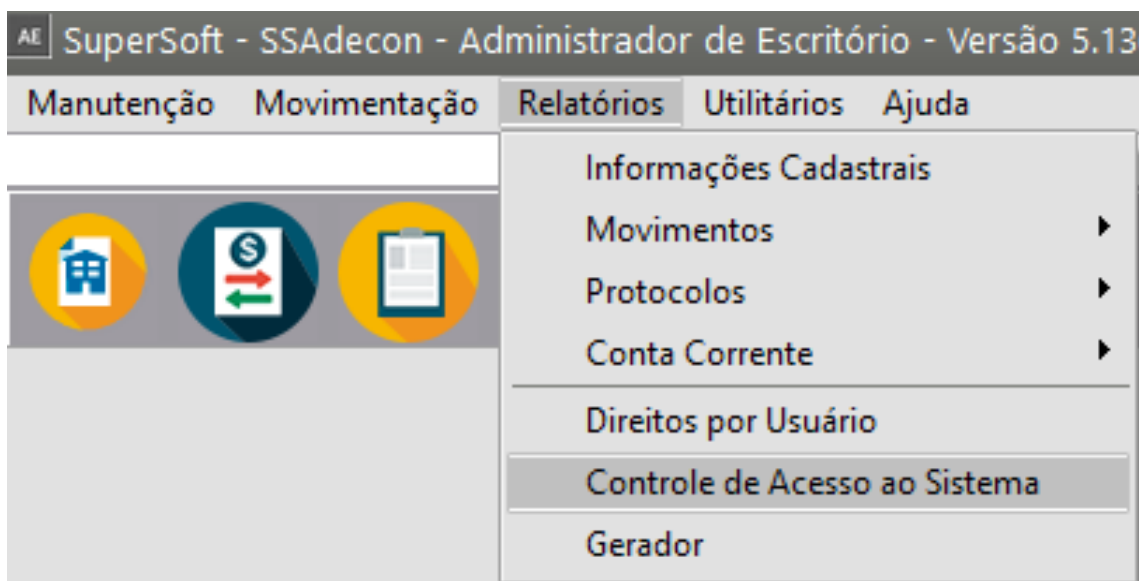 AE SuperSoft - SSAdecon - Administrador de Escritório - Versão 5.13
Manutenção Movimentação Relatórios Utilitários Ajuda
Informações Cadastrais
Movimentos
Protocolos
Conta Corrente
Direitos por Usuário
Controle de Acesso ao Sistema
Gerador